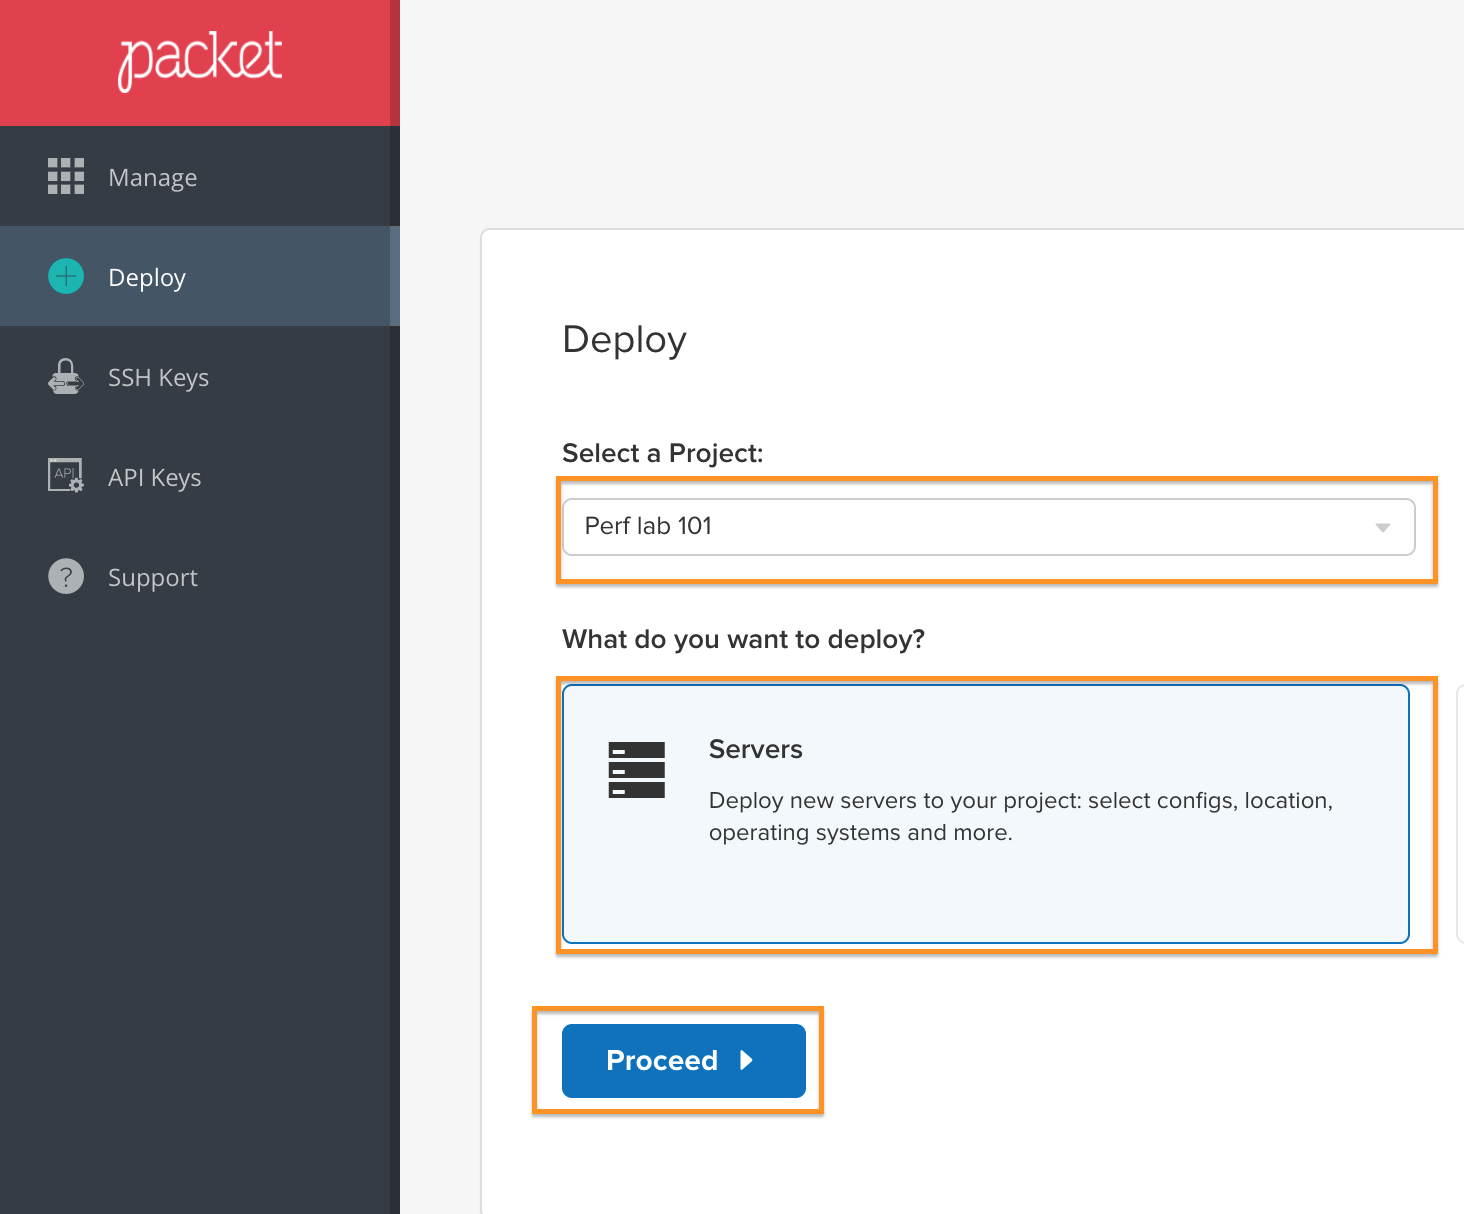 packet
Manage
Deploy
SSH Keys
API
API Keys
?
Support
Deploy
Select a Project:
Perf lab 101
What do you want to deploy?
Servers
Deploy new servers to your project: select configs, location,
operating systems and more.
Proceed